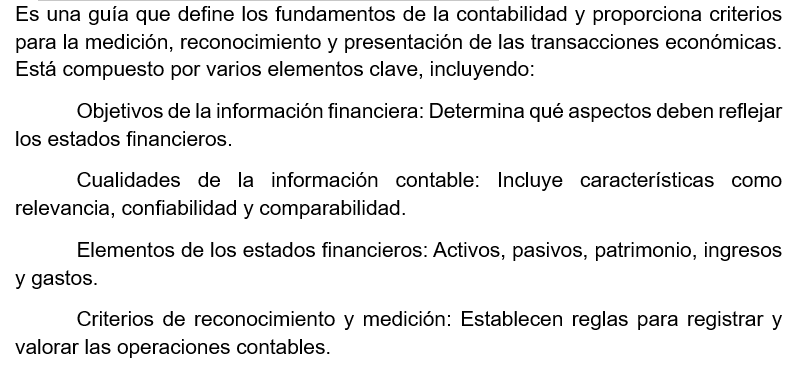 Es una guía que define los fundamentos de la contabilidad y proporciona criterios
para la medición, reconocimiento y presentación de las transacciones económicas.
Está compuesto por varios elementos clave, incluyendo:
Objetivos de la información financiera: Determina qué aspectos deben reflejar
los estados financieros.
Cualidades de la información contable: Incluye características como
relevancia, confiabilidad y comparabilidad.
Elementos de los estados financieros: Activos, pasivos, patrimonio, ingresos
y gastos.
Criterios de reconocimiento y medición: Establecen reglas para registrar y
valorar las operaciones contables.